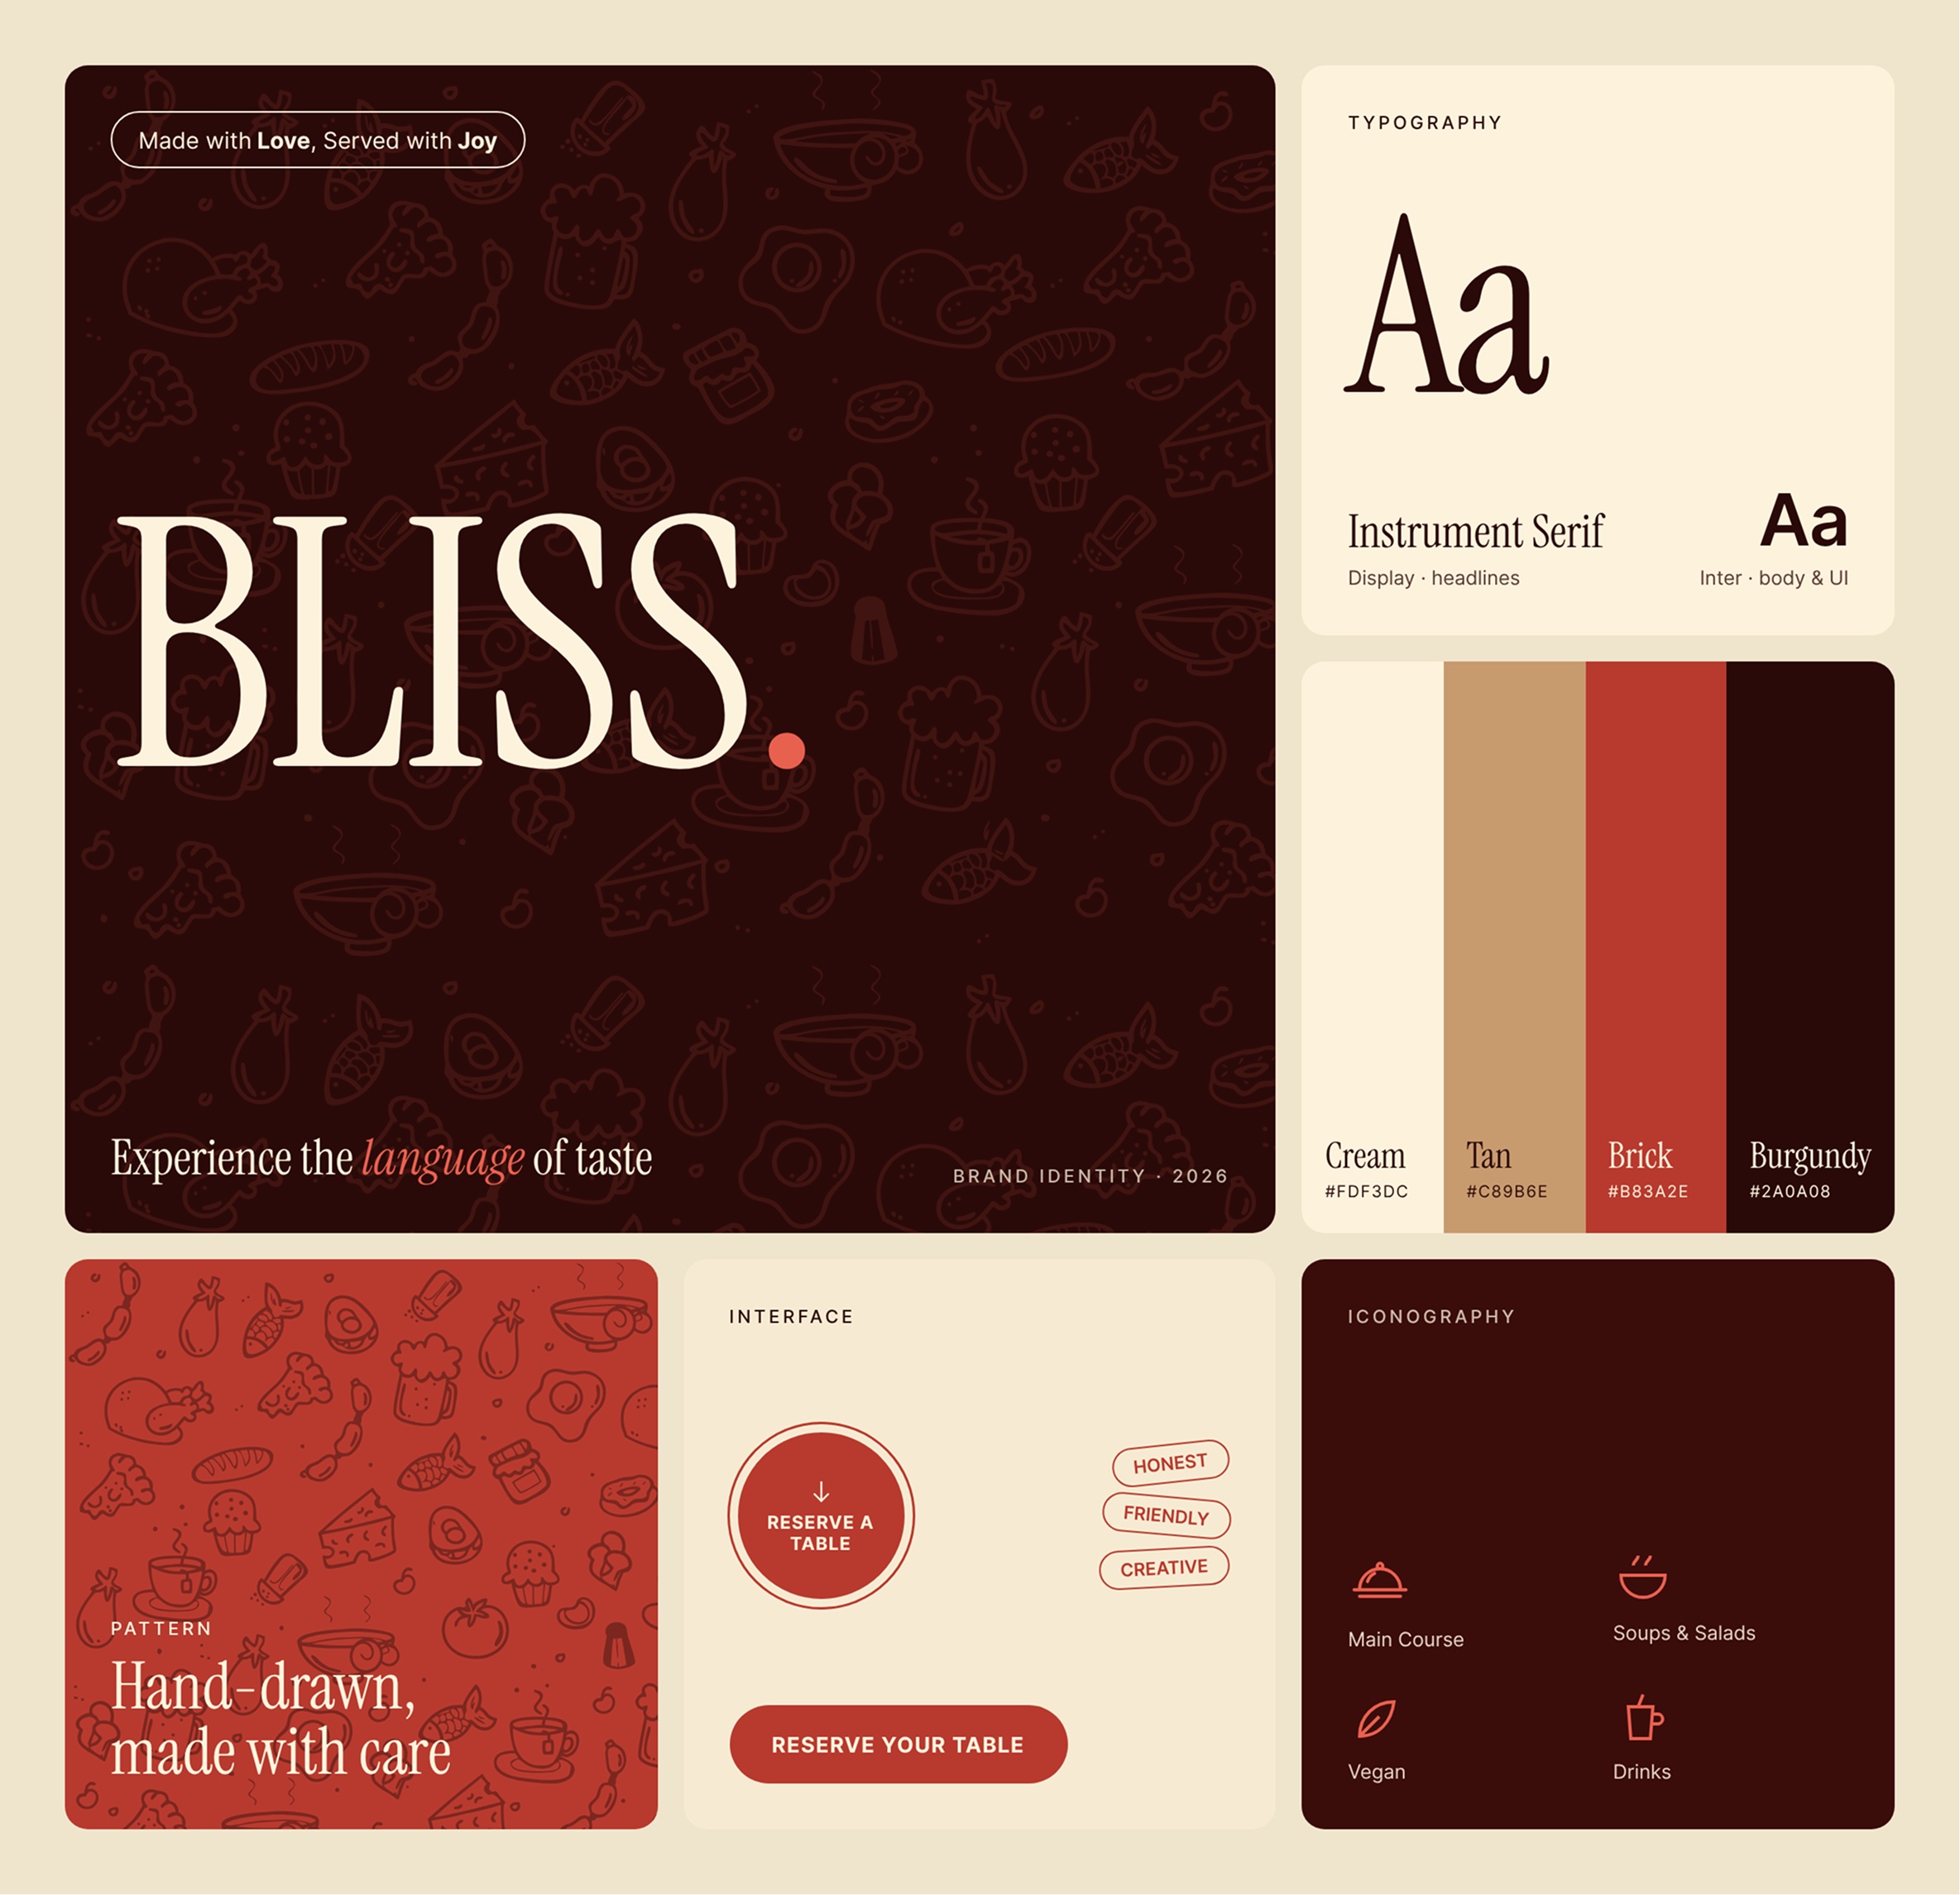 Made with Love, Served with Joy
BLISS.
Experience the language of taste
BRAND IDENTITY · 2026
TYPOGRAPHY
Aa
Instrument Serif
Display · headlines
Aa
Inter · body & UI
Cream
#FDF3DC
Tan
#C89B6E
Brick
#B83A2E
Burgundy
#2A0A08
PATTERN
Hand-drawn,
made with care
INTERFACE
↓
RESERVE A
TABLE
HONEST
FRIENDLY
CREATIVE
RESERVE YOUR TABLE
ICONOGRAPHY
Main Course
Soups & Salads
Vegan
Drinks